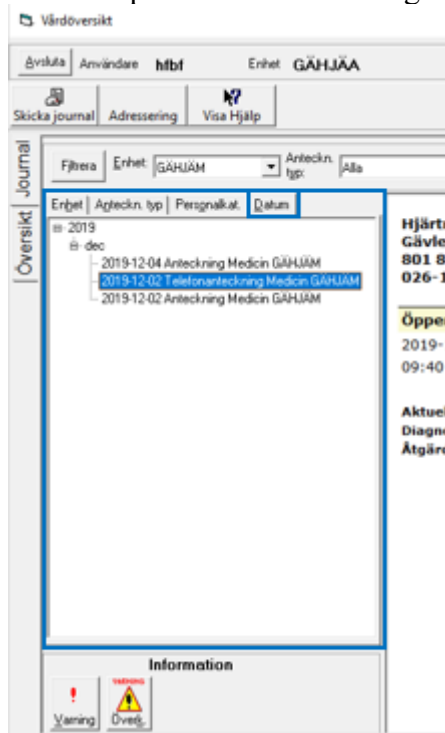 Vårdöversikt
Avsluta Användare hfbf Enhet GÄHJÄA
Skicka journal Adressering Visa Hjälp
Journal
Översikt
Filtrera Enhet: GÄHJÄM Anteckn. typ: Alla
Enhet Anteckn. typ Personalkat. Datum
2019
dec
2019-12-04 Anteckning Medicin GÄHJÄM
2019-12-02 Telefonanteckning Medicin GÄHJÄM
2019-12-02 Anteckning Medicin GÄHJÄM
Hjärt
Gävle
801 8
026-1
Öppe
2019-
09:40
Aktue
Diagn
Åtgär
Information
WARNING
Varning Överk.